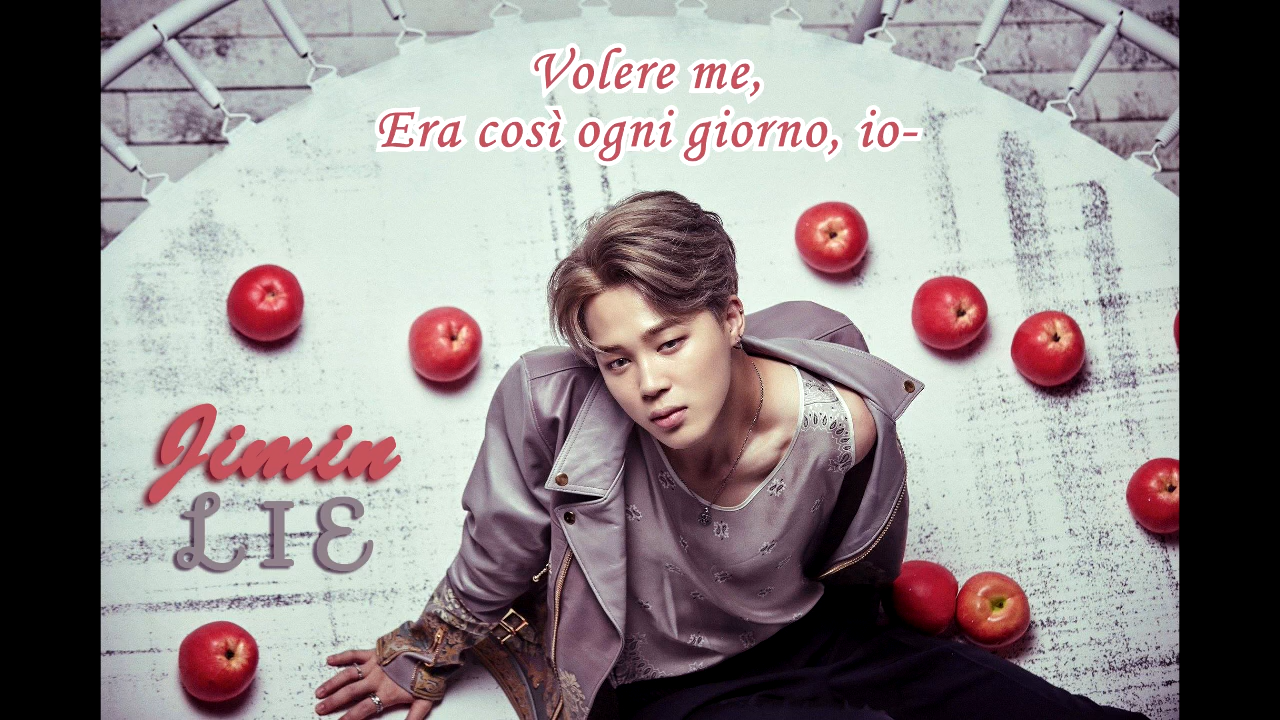 Volere me,
Era così ogni giorno, io-
Jimin
LIE